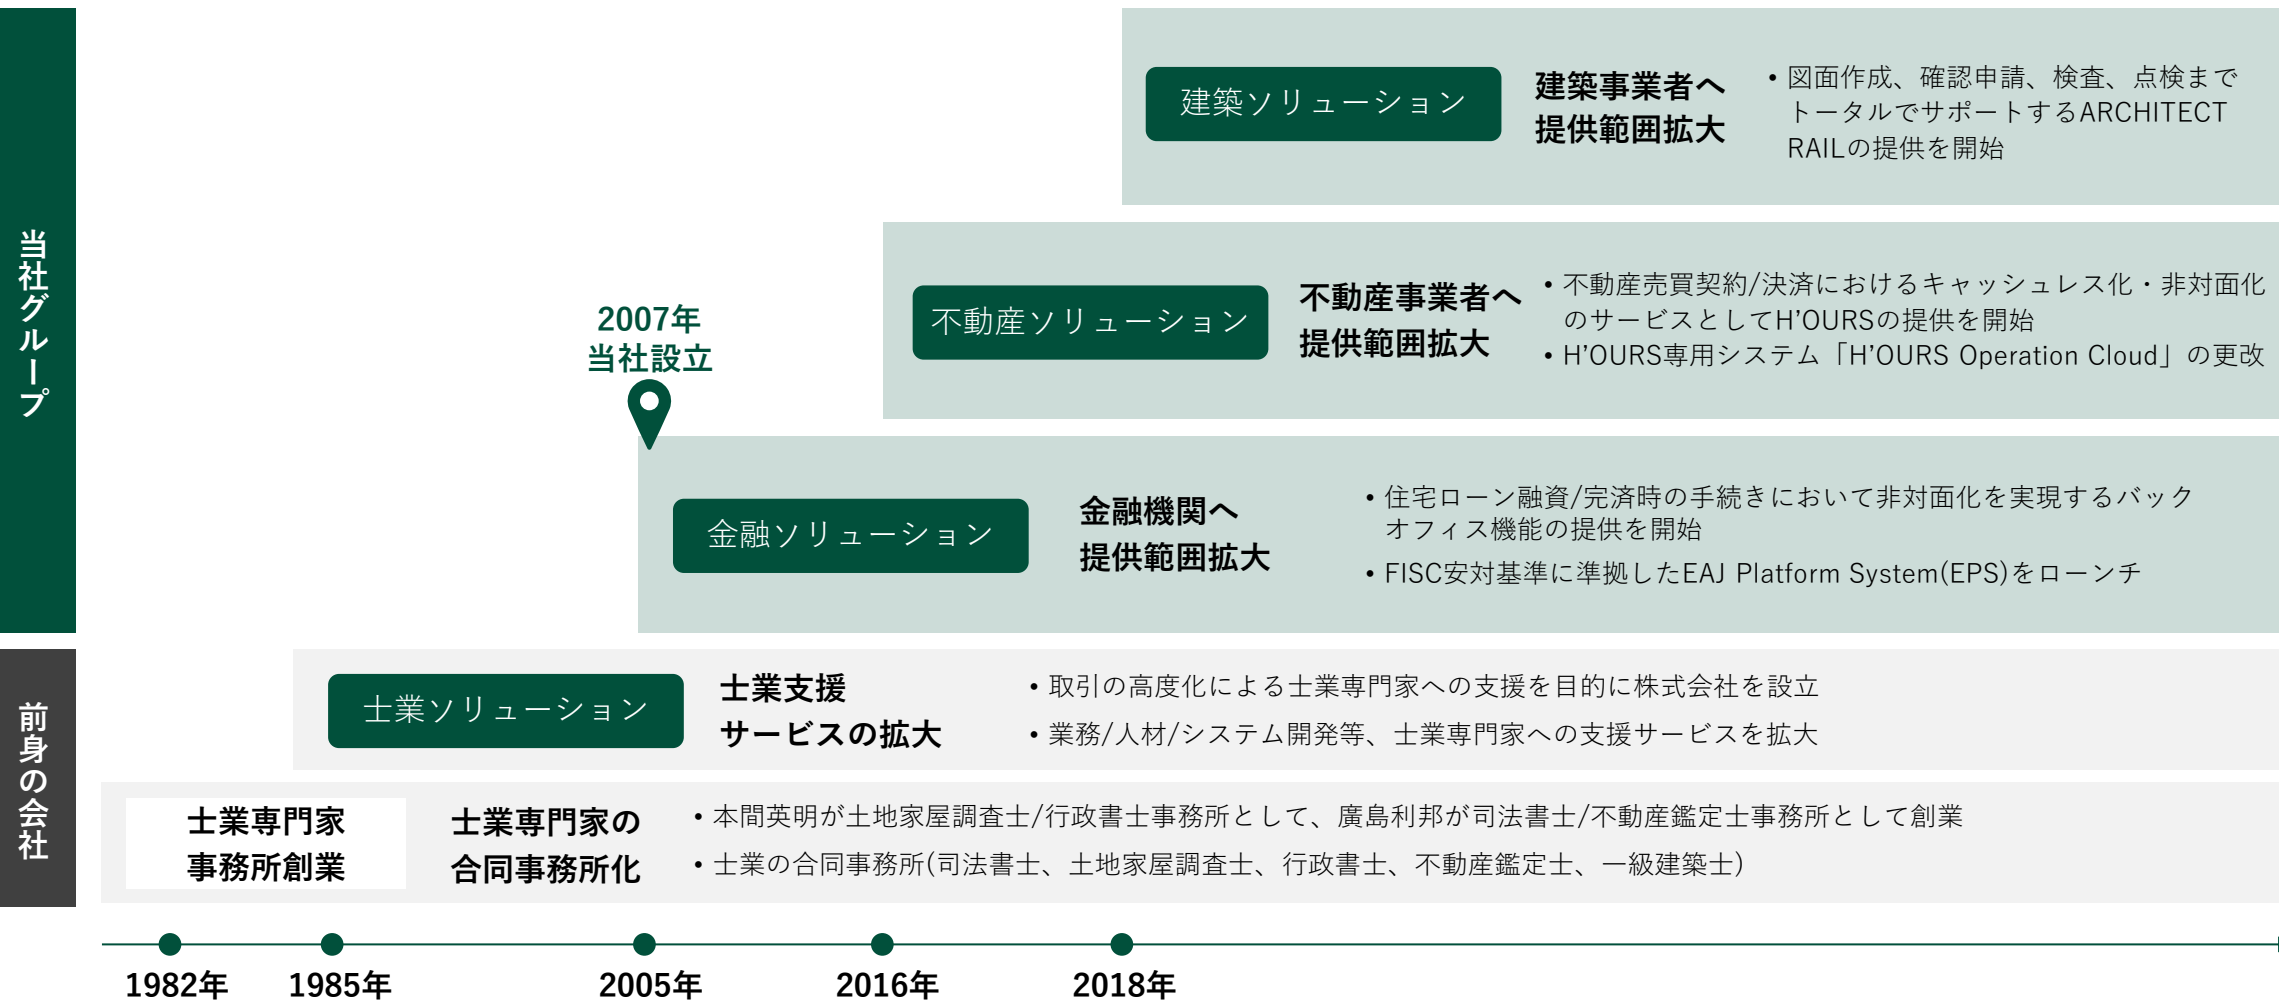 当社グループ
建築ソリューション
建築事業者へ
提供範囲拡大
• 図面作成、確認申請、検査、点検まで
トータルでサポートするARCHITECT
RAILの提供を開始
不動産ソリューション
不動産事業者へ
提供範囲拡大
• 不動産売買契約/決済におけるキャッシュレス化・非対面化
のサービスとしてH’OURSの提供を開始
• H’OURS専用システム「H’OURS Operation Cloud」の更改
2007年
当社設立
金融ソリューション
金融機関へ
提供範囲拡大
• 住宅ローン融資/完済時の手続きにおいて非対面化を実現するバック
オフィス機能の提供を開始
• FISC安対基準に準拠したEAJ Platform System(EPS)をローンチ
前身の会社
士業ソリューション
士業支援
サービスの拡大
• 取引の高度化による士業専門家への支援を目的に株式会社を設立
• 業務/人材/システム開発等、士業専門家への支援サービスを拡大
士業専門家
事務所創業
士業専門家の
合同事務所化
• 本間英明が土地家屋調査士/行政書士事務所として、廣島利邦が司法書士/不動産鑑定士事務所として創業
• 士業の合同事務所(司法書士、土地家屋調査士、行政書士、不動産鑑定士、一級建築士)
1982年
1985年
2005年
2016年
2018年